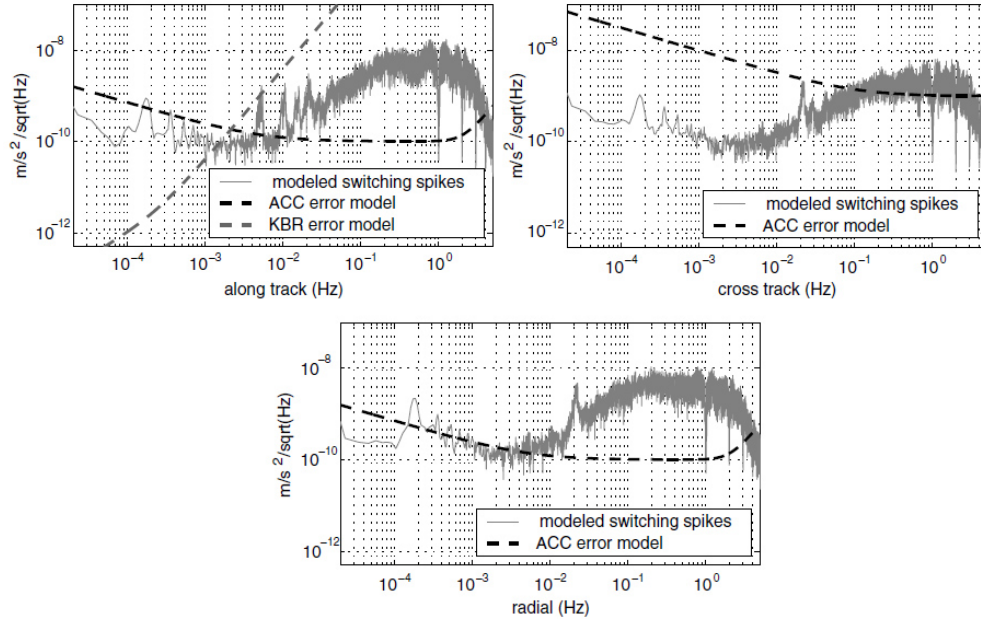 m/s²/sqrt(Hz)
10⁻⁸
10⁻¹⁰
10⁻¹²
modeled switching spikes
ACC error model
KBR error model
10⁻⁴ 10⁻³ 10⁻² 10⁻¹ 10⁰
along track (Hz)
m/s²/sqrt(Hz)
10⁻⁸
10⁻¹⁰
10⁻¹²
modeled switching spikes
ACC error model
10⁻⁴ 10⁻³ 10⁻² 10⁻¹ 10⁰
cross track (Hz)
m/s²/sqrt(Hz)
10⁻⁸
10⁻¹⁰
10⁻¹²
modeled switching spikes
ACC error model
10⁻⁴ 10⁻³ 10⁻² 10⁻¹ 10⁰
radial (Hz)